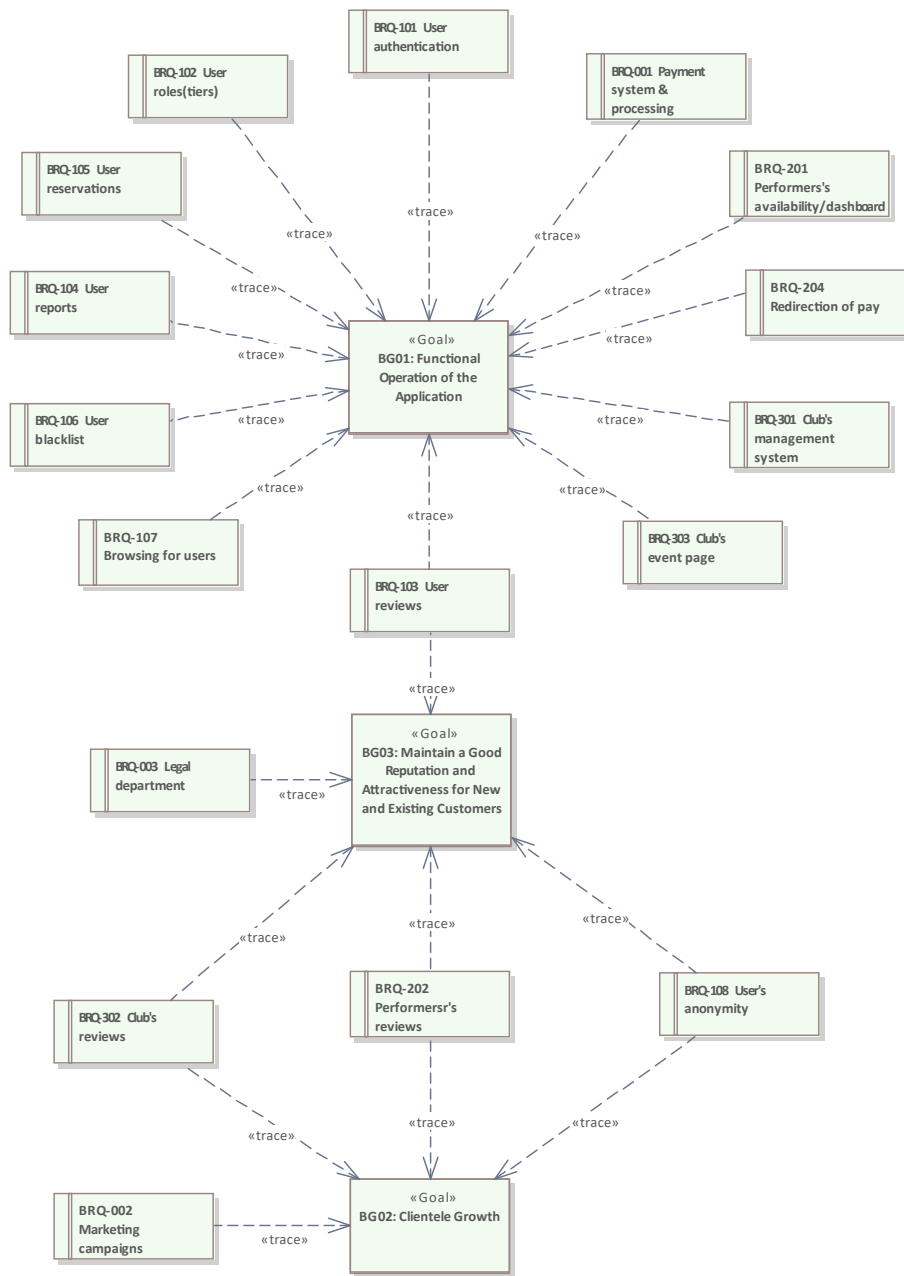 BRQ-101 User
authentication
BRQ-102 User
roles(tiers)
BRQ-001 Payment
system &
processing
BRQ-105 User
reservations
BRQ-201
Performers's
availability/dashboard
«trace»
«trace»
«trace»
BRQ-104 User
reports
«trace»
«trace»
BRQ-204
Redirection of pay
«Goal»
BG01: Functional
Operation of the
Application
«trace»
«trace»
BRQ-106 User
blacklist
«trace»
«trace»
BRQ-301 Club's
management
system
«trace»
«trace»
«trace»
BRQ-107
Browsing for users
BRQ-303 Club's
event page
BRQ-103 User
reviews
«trace»
«Goal»
BG03: Maintain a Good
Reputation and
Attractiveness for New
and Existing Customers
BRQ-003 Legal
department
«trace»
«trace»
«trace»
«trace»
BRQ-302 Club's
reviews
BRQ-202
Performersr's
reviews
BRQ-108 User's
anonymity
«trace»
«trace»
«trace»
«Goal»
BG02: Clientele Growth
BRQ-002
Marketing
campaigns
«trace»